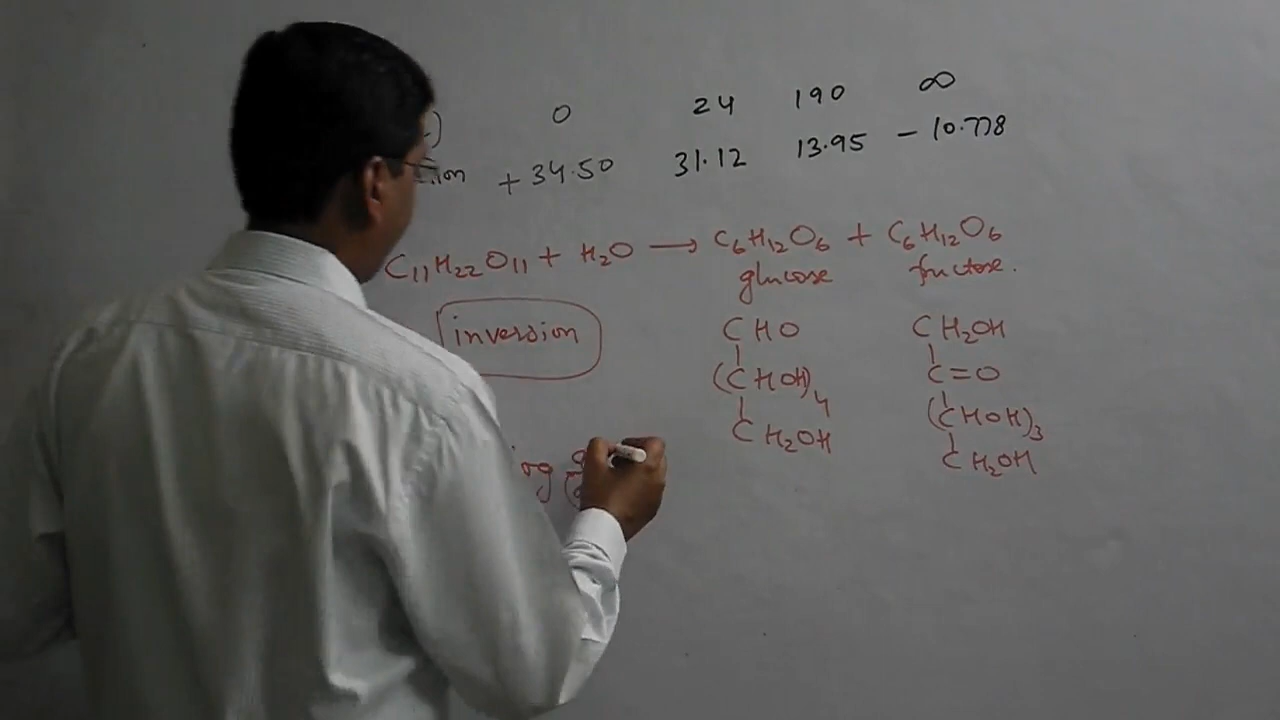 0 24 190 ∞
+ 34.50 31.12 13.95 - 10.778
C₁₁H₂₂O₁₁ + H₂O → C₆H₁₂O₆ + C₆H₁₂O₆
glucose fructose.
inversion
CHO CH₂OH
(CHOH)₄ C=O
CH₂OH (CHOH)₃
CH₂OH